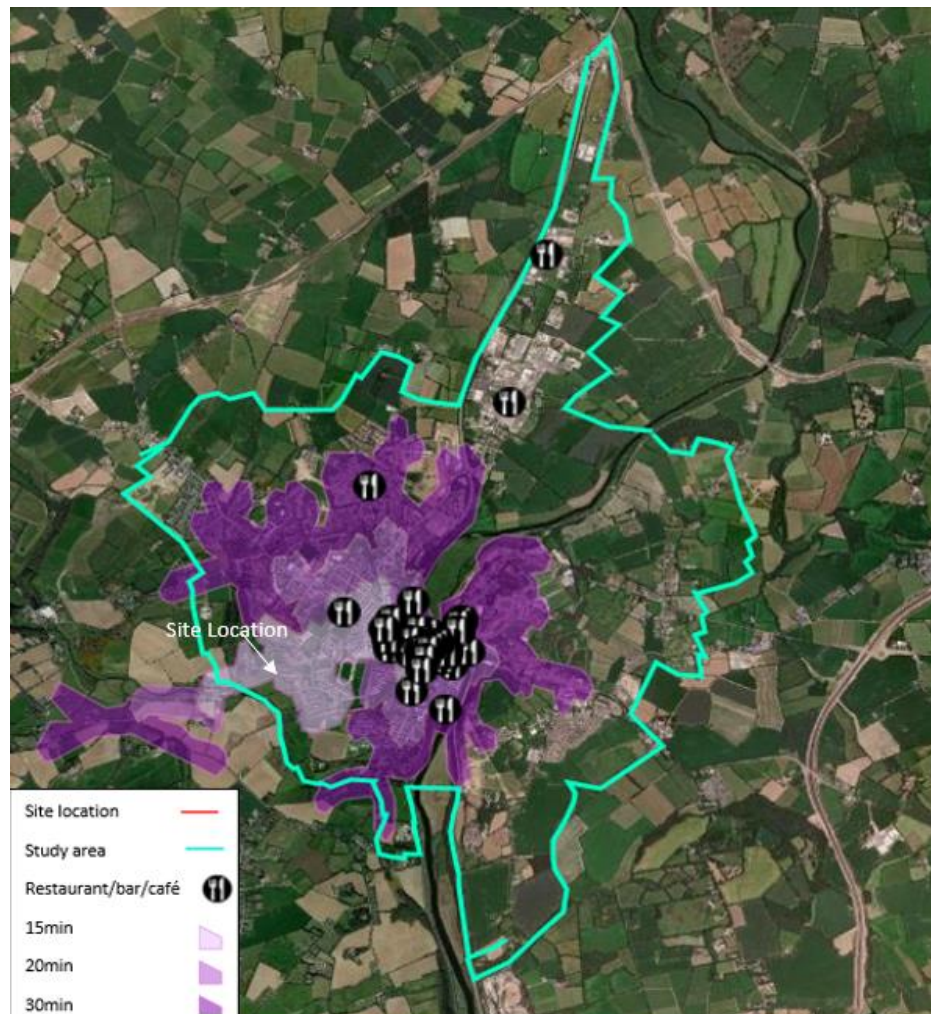 Site Location
Site location
Study area
Restaurant/bar/café
15min
20min
30min